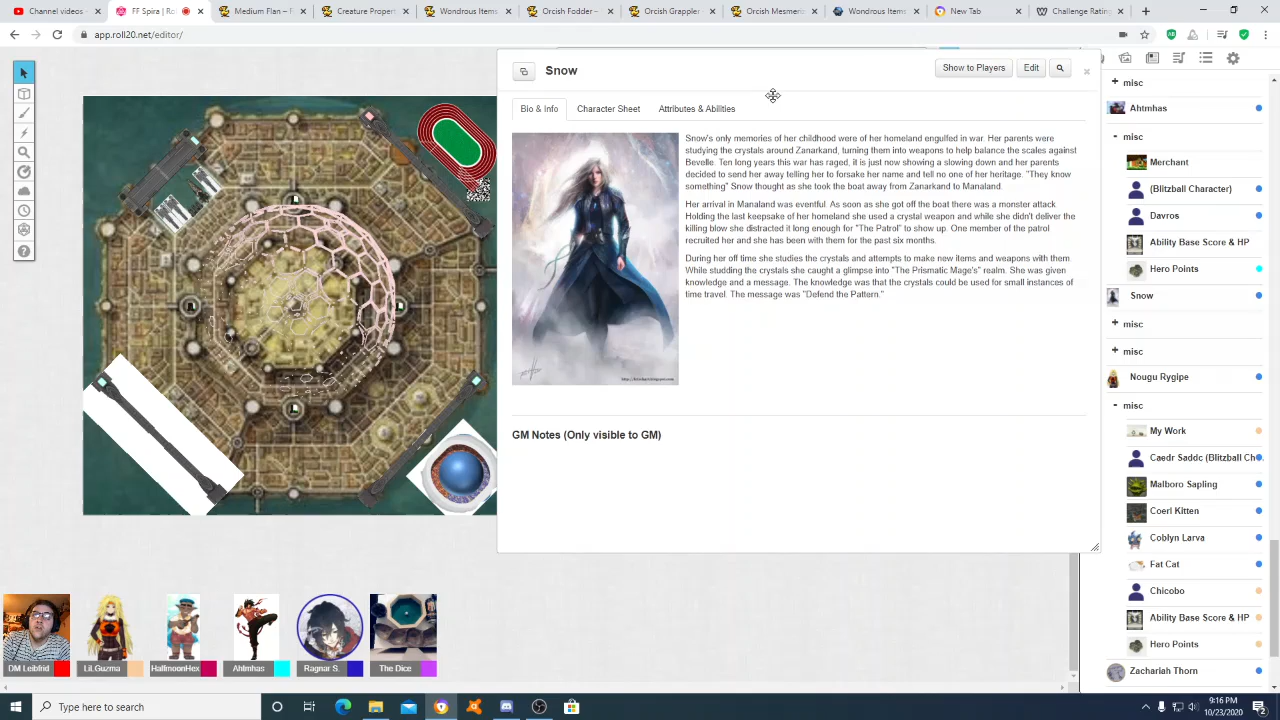 Channel videos -
FF Spira | Ro
Medium Flan – F
Creature Propert
Wondrous Items
Orcish Fodder –
Orcish Grappler
Orcish Mesmeris
Wondrous Items
New Tab
Challenge Rating
app.roll20.net/editor/
Snow
Show to Players
Edit
Bio & Info
Character Sheet
Attributes & Abilities
Snow's only memories of her childhood were of her homeland engulfed in war. Her parents were
studying the crystals around Zanarkand, turning them into weapons to help balance the scales against
Bevelle. Ten long years this war has raged, it is just now showing a slowing down and her parents
decided to send her away telling her to forsake her name and tell no one of her heritage. "They know
something" Snow thought as she took the boat away from Zanarkand to Manaland.
Her arrival in Manaland was eventful. As soon as she got off the boat there was a monster attack.
Holding the last keepsake of her homeland she used a crystal weapon and while she didn't deliver the
killing blow she distracted it long enough for "The Patrol" to show up. One member of the patrol
recruited her and she has been with them for the past six months.
During her off time she studies the crystals and attempts to make new items and weapons with them.
While studding the crystals she caught a glimpse into "The Prismatic Mage's" realm. She was given
knowledge and a message. The knowledge was that the crystals could be used for small instances of
time travel. The message was "Defend the Pattern."
GM Notes (Only visible to GM)
misc
Ahtmhas
misc
Merchant
(Blitzball Character)
Davros
Ability Base Score & HP
Hero Points
Snow
misc
misc
Nougu Rygipe
misc
My Work
Caedr Saddc (Blitzball Ch...
Malboro Sapling
Coerl Kitten
Coblyn Larva
Fat Cat
Chicobo
Ability Base Score & HP
Hero Points
Zachariah Thorn
DM Leibfrid
LiLGuzma
HalfmoonHex
Ahtmhas
Ragnar S.
The Dice
Type here to search
9:16 PM
10/23/2020
2